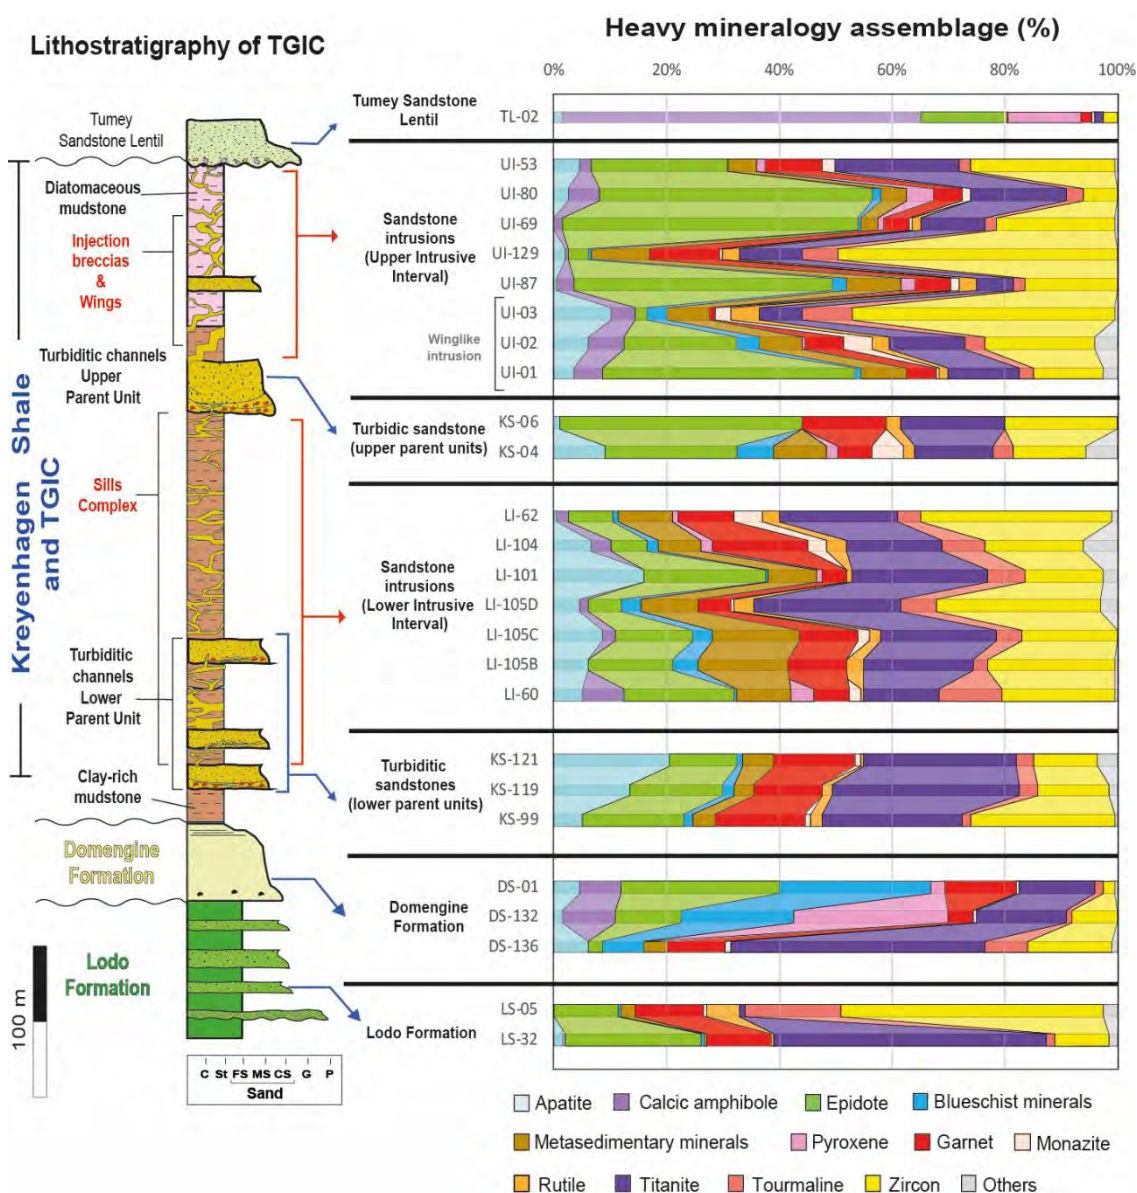 Lithostratigraphy of TGIC
Heavy mineralogy assemblage (%)
0% 20% 40% 60% 80% 100%
Tumey
Sandstone Lentil
Diatomaceous
mudstone
Injection
breccias
&
Wings
Turbiditic channels
Upper
Parent Unit
Sills
Complex
Turbiditic
channels
Lower
Parent Unit
Clay-rich
mudstone
Domengine
Formation
Lodo
Formation
Kreyenhagen Shale
and TGIC
100 m
C St FS MS CS G P
Sand
Tumey Sandstone
Lentil
TL-02
Sandstone
intrusions
(Upper Intrusive
Interval)
Winglike
intrusion
UI-53
UI-80
UI-69
UI-129
UI-87
UI-03
UI-02
UI-01
Turbidic sandstone
(upper parent units)
KS-06
KS-04
Sandstone
intrusions
(Lower Intrusive
Interval)
LI-62
LI-104
LI-101
LI-105D
LI-105C
LI-105B
LI-60
Turbiditic
sandstones
(lower parent units)
KS-121
KS-119
KS-99
Domengine
Formation
DS-01
DS-132
DS-136
Lodo Formation
LS-05
LS-32
Apatite Calcic amphibole Epidote Blueschist minerals
Metasedimentary minerals Pyroxene Garnet Monazite
Rutile Titanite Tourmaline Zircon Others